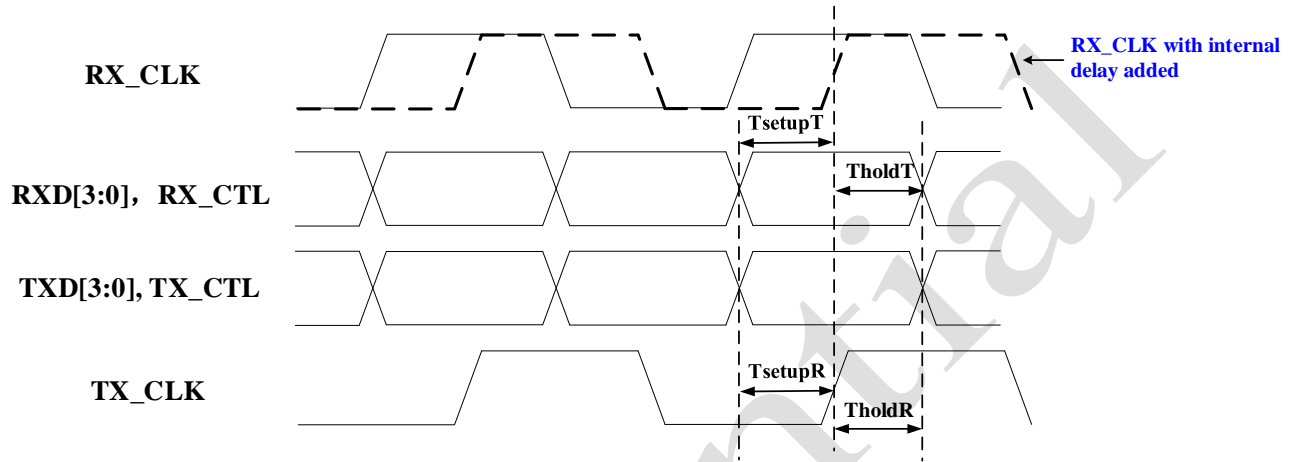 RX_CLK
RX_CLK with internal
delay added
TsetupT
RXD[3:0]，RX_CTL
TholdT
TXD[3:0], TX_CTL
TX_CLK
TsetupR
TholdR
ntial